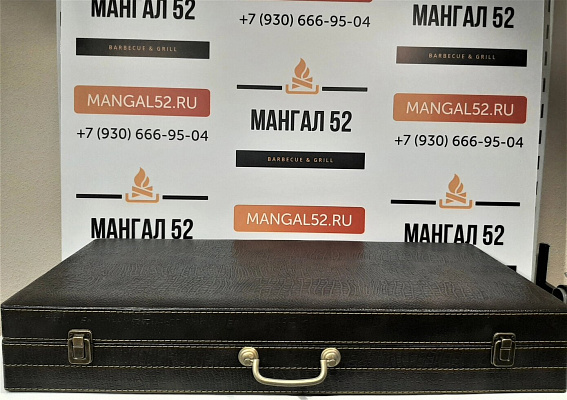 МАНГАЛ 52
BARBECUE & GRILL
MANGAL52.RU
+7 (930) 666-95-04
МАНГАЛ 52
+7 (930) 666-95-04
МАНГАЛ 52
BARBECUE & GRILL
MANGAL52.RU
МАНГАЛ 52
BARBECUE & GRILL
MANGAL52.RU
+7 (930) 666-95-04
МАНГАЛ 52